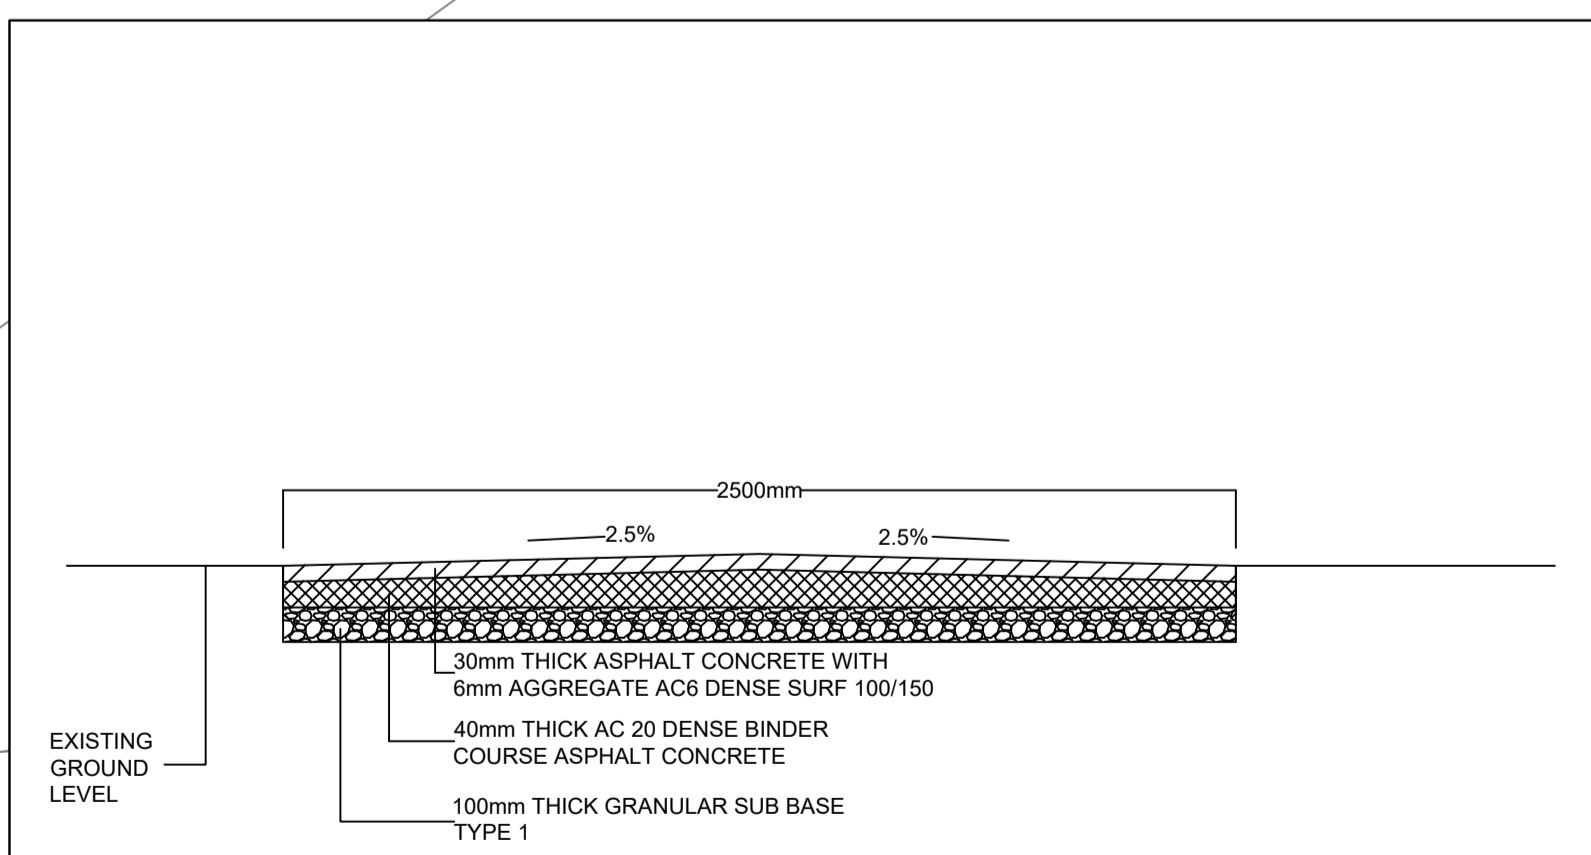 2500mm
2.5%
2.5%
30mm THICK ASPHALT CONCRETE WITH
6mm AGGREGATE AC6 DENSE SURF 100/150
40mm THICK AC 20 DENSE BINDER
COURSE ASPHALT CONCRETE
EXISTING
GROUND
LEVEL
100mm THICK GRANULAR SUB BASE
TYPE 1